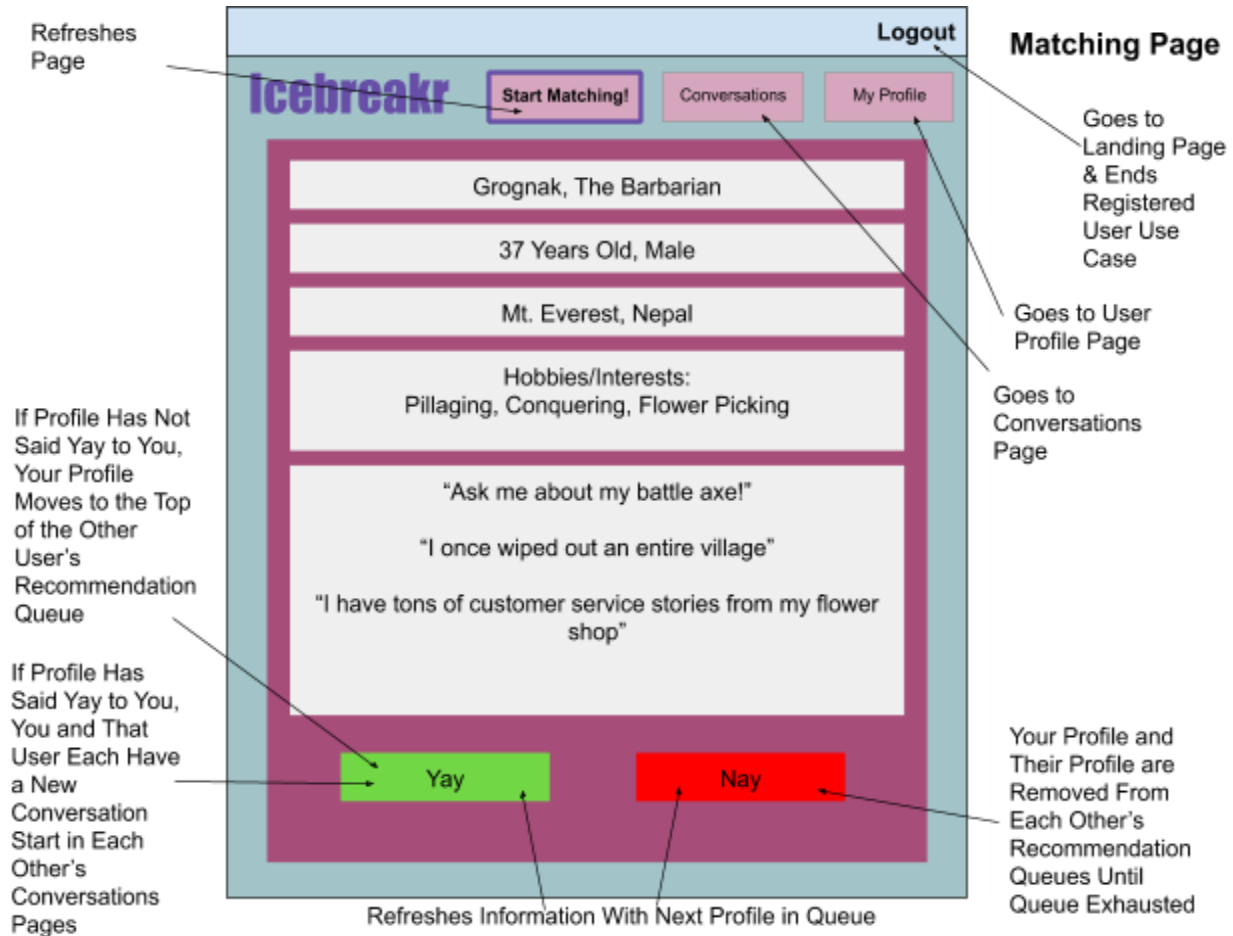 Logout
Matching Page
Refreshes
Page
Icebreakr
Start Matching!
Conversations
My Profile
Goes to
Landing Page
& Ends
Registered
User Use
Case
Grognak, The Barbarian
37 Years Old, Male
Mt. Everest, Nepal
Goes to User
Profile Page
Hobbies/Interests:
Pillaging, Conquering, Flower Picking
Goes to
Conversations
Page
If Profile Has Not
Said Yay to You,
Your Profile
Moves to the Top
of the Other
User’s
Recommendation
Queue
“Ask me about my battle axe!”
“I once wiped out an entire village”
“I have tons of customer service stories from my flower
shop”
If Profile Has
Said Yay to You,
You and That
User Each Have
a New
Conversation
Start in Each
Other’s
Conversations
Pages
Yay
Nay
Your Profile and
Their Profile are
Removed From
Each Other’s
Recommendation
Queues Until
Queue Exhausted
Refreshes Information With Next Profile in Queue